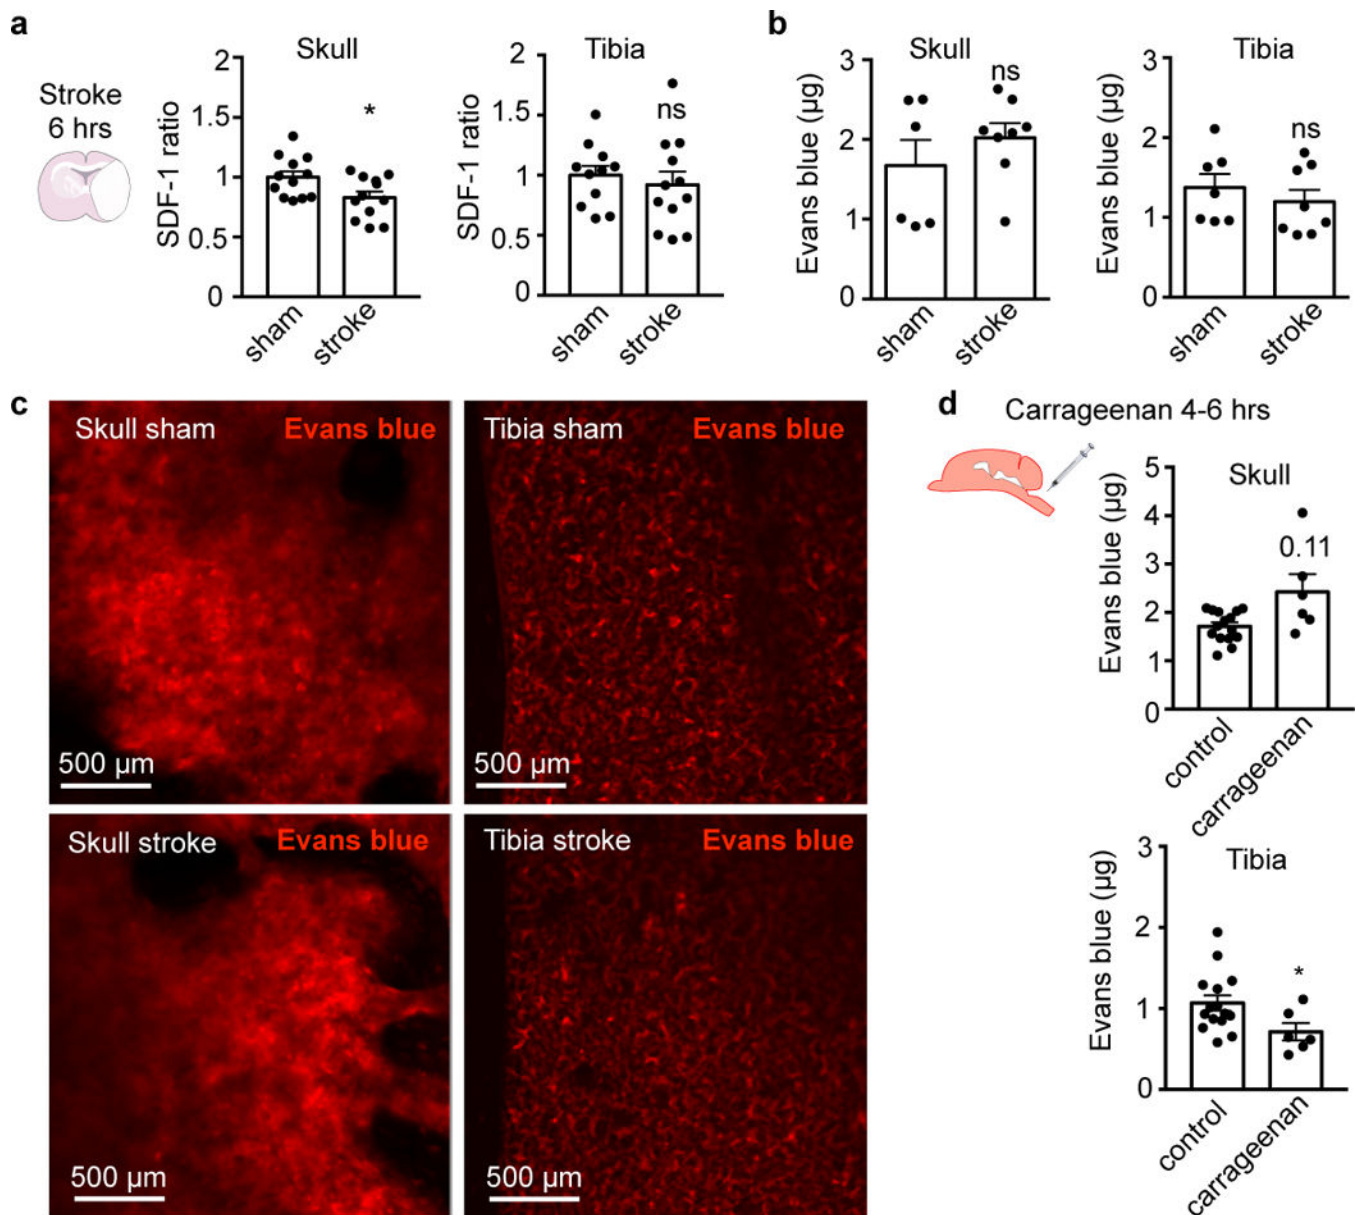 a
Stroke
6 hrs
Skull
SDF-1 ratio
2
1.5
1
0.5
0
*
sham
stroke
Tibia
SDF-1 ratio
2
1.5
1
0.5
0
ns
sham
stroke
b
Skull
Evans blue (µg)
3
2
1
0
ns
sham
stroke
Tibia
Evans blue (µg)
3
2
1
0
ns
sham
stroke
c
Skull sham
Evans blue
500 µm
Tibia sham
Evans blue
500 µm
Skull stroke
Evans blue
500 µm
Tibia stroke
Evans blue
500 µm
d
Carrageenan 4-6 hrs
Skull
Evans blue (µg)
5
4
3
2
1
0
0.11
control
carrageenan
Tibia
Evans blue (µg)
3
2
1
0
*
control
carrageenan